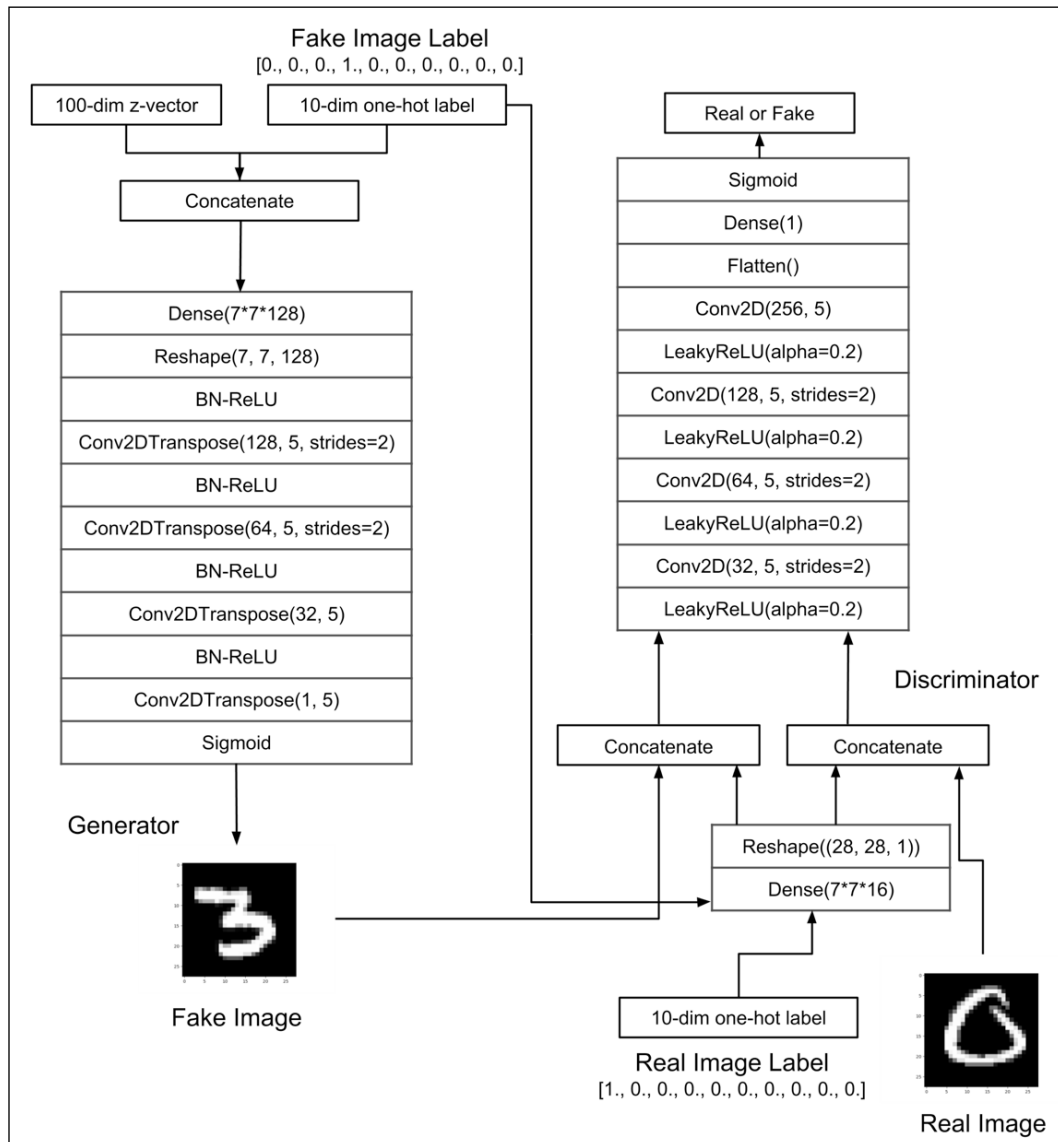 Fake Image Label
[0., 0., 0., 1., 0., 0., 0., 0., 0., 0.]
100-dim z-vector
10-dim one-hot label
Concatenate
Dense(7*7*128)
Reshape(7, 7, 128)
BN-ReLU
Conv2DTranspose(128, 5, strides=2)
BN-ReLU
Conv2DTranspose(64, 5, strides=2)
BN-ReLU
Conv2DTranspose(32, 5)
BN-ReLU
Conv2DTranspose(1, 5)
Sigmoid
Generator
3
Fake Image
Real or Fake
Sigmoid
Dense(1)
Flatten()
Conv2D(256, 5)
LeakyReLU(alpha=0.2)
Conv2D(128, 5, strides=2)
LeakyReLU(alpha=0.2)
Conv2D(64, 5, strides=2)
LeakyReLU(alpha=0.2)
Conv2D(32, 5, strides=2)
LeakyReLU(alpha=0.2)
Discriminator
Concatenate
Concatenate
Reshape((28, 28, 1))
Dense(7*7*16)
10-dim one-hot label
Real Image Label
[1., 0., 0., 0., 0., 0., 0., 0., 0., 0.]
0
Real Image